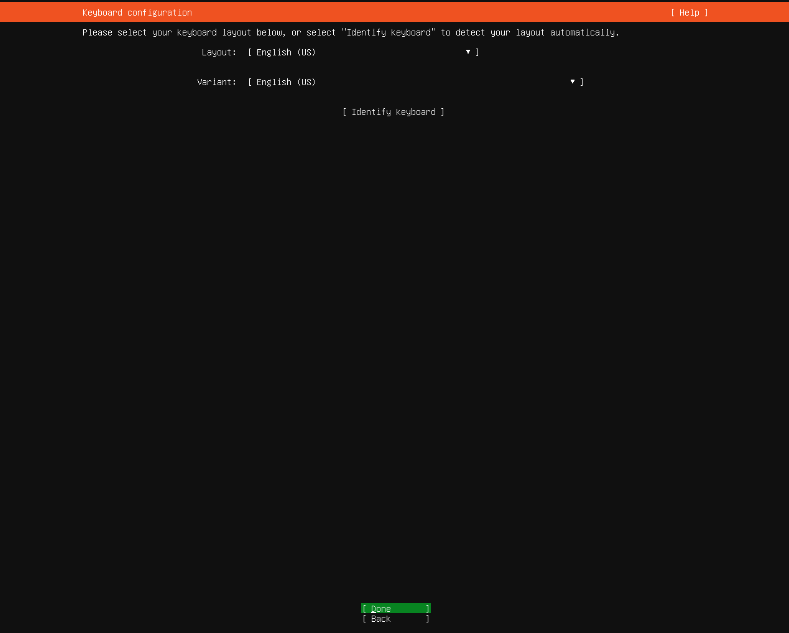 Keyboard configuration [ Help ]
Please select your keyboard layout below, or select "Identify keyboard" to detect your layout automatically.
Layout: [ English (US) ▾ ]
Variant: [ English (US) ▾ ]
[ Identify keyboard ]
[ Done ]
[ Back ]